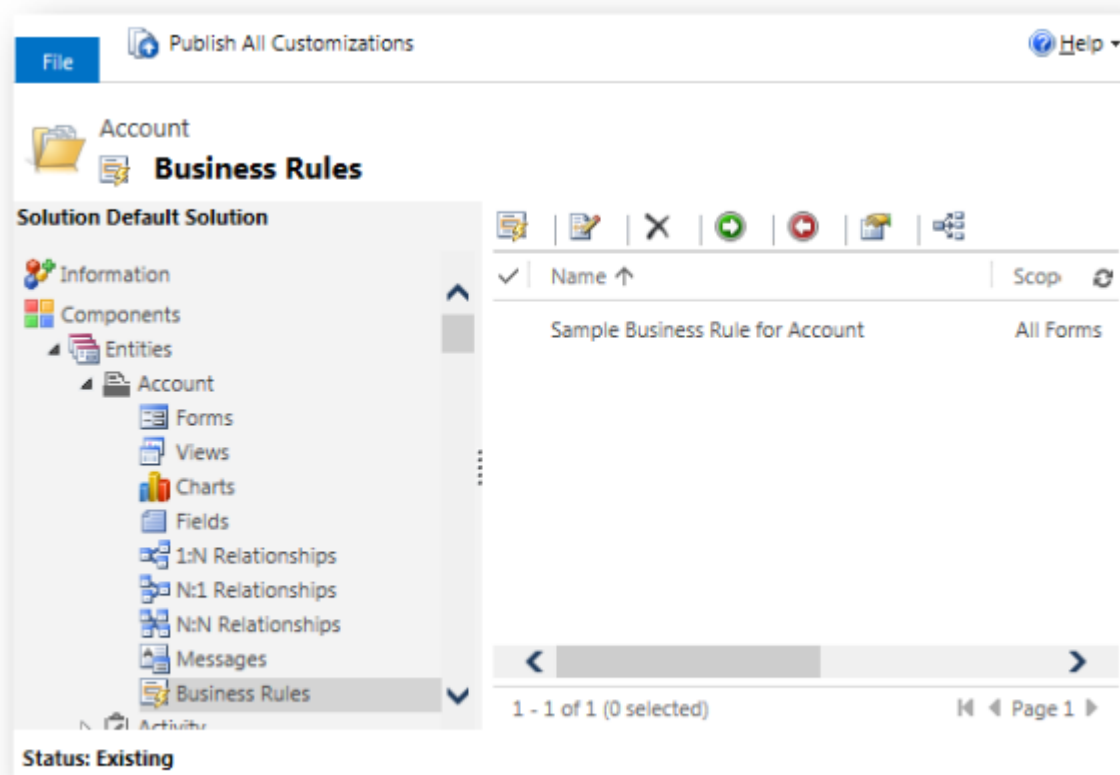 File
Publish All Customizations
Help
Account
Business Rules
Solution Default Solution
Information
Components
Entities
Account
Forms
Views
Charts
Fields
1:N Relationships
N:1 Relationships
N:N Relationships
Messages
Business Rules
Activity
Name Scop
Sample Business Rule for Account All Forms
1 - 1 of 1 (0 selected) Page 1
Status: Existing